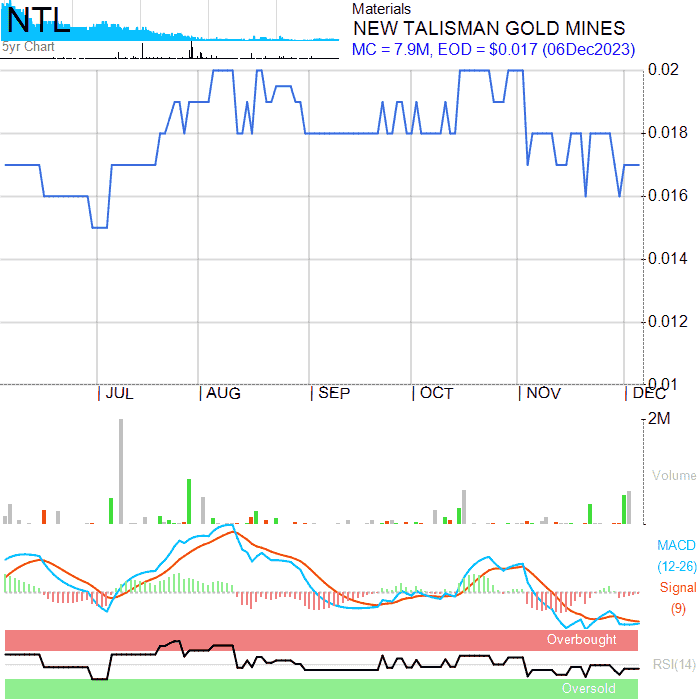 NTL
5yr Chart
Materials
NEW TALISMAN GOLD MINES
MC = 7.9M, EOD = $0.017 (06Dec2023)
0.02
0.018
0.016
0.014
0.012
0.01
JUL AUG SEP OCT NOV DEC
2M
Volume
MACD
(12-26)
Signal
(9)
Overbought
RSI(14)
Oversold